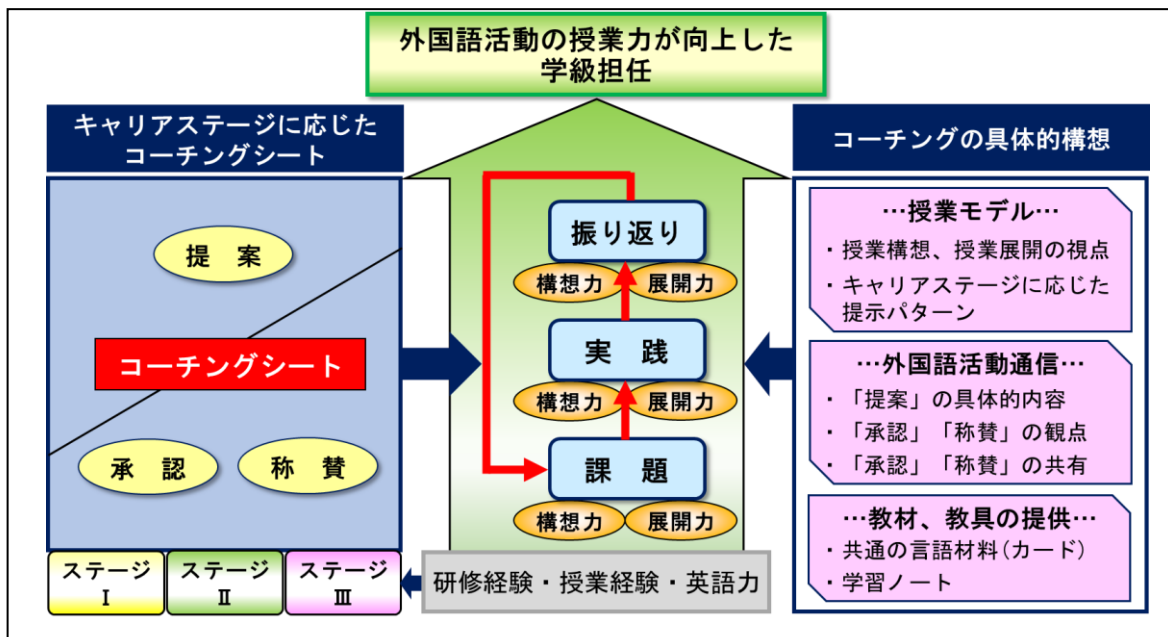 外国語活動の授業力が向上した
学級担任
キャリアステージに応じた
コーチングシート
提 案
コーチングシート
承 認
称 賛
ステージ
Ⅰ
ステージ
Ⅱ
ステージ
Ⅲ
振り返り
構想力
展開力
実 践
構想力
展開力
課 題
構想力
展開力
研修経験・授業経験・英語力
コーチングの具体的構想
…授業モデル…
・授業構想、授業展開の視点
・キャリアステージに応じた
提示パターン
…外国語活動通信…
・「提案」の具体的内容
・「承認」「称賛」の観点
・「承認」「称賛」の共有
…教材、教具の提供…
・共通の言語材料(カード)
・学習ノート